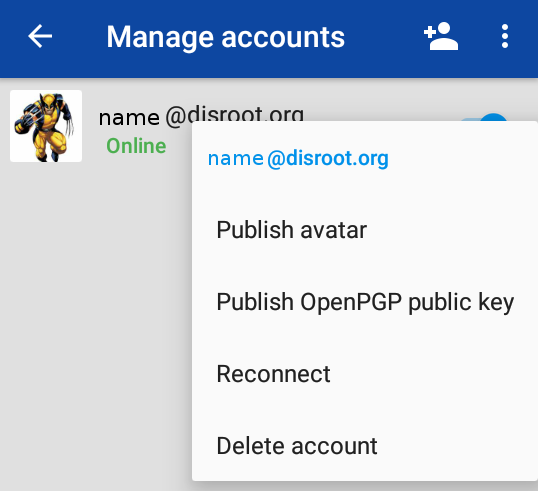 Manage accounts
name@disroot.org
Online
name@disroot.org
Publish avatar
Publish OpenPGP public key
Reconnect
Delete account